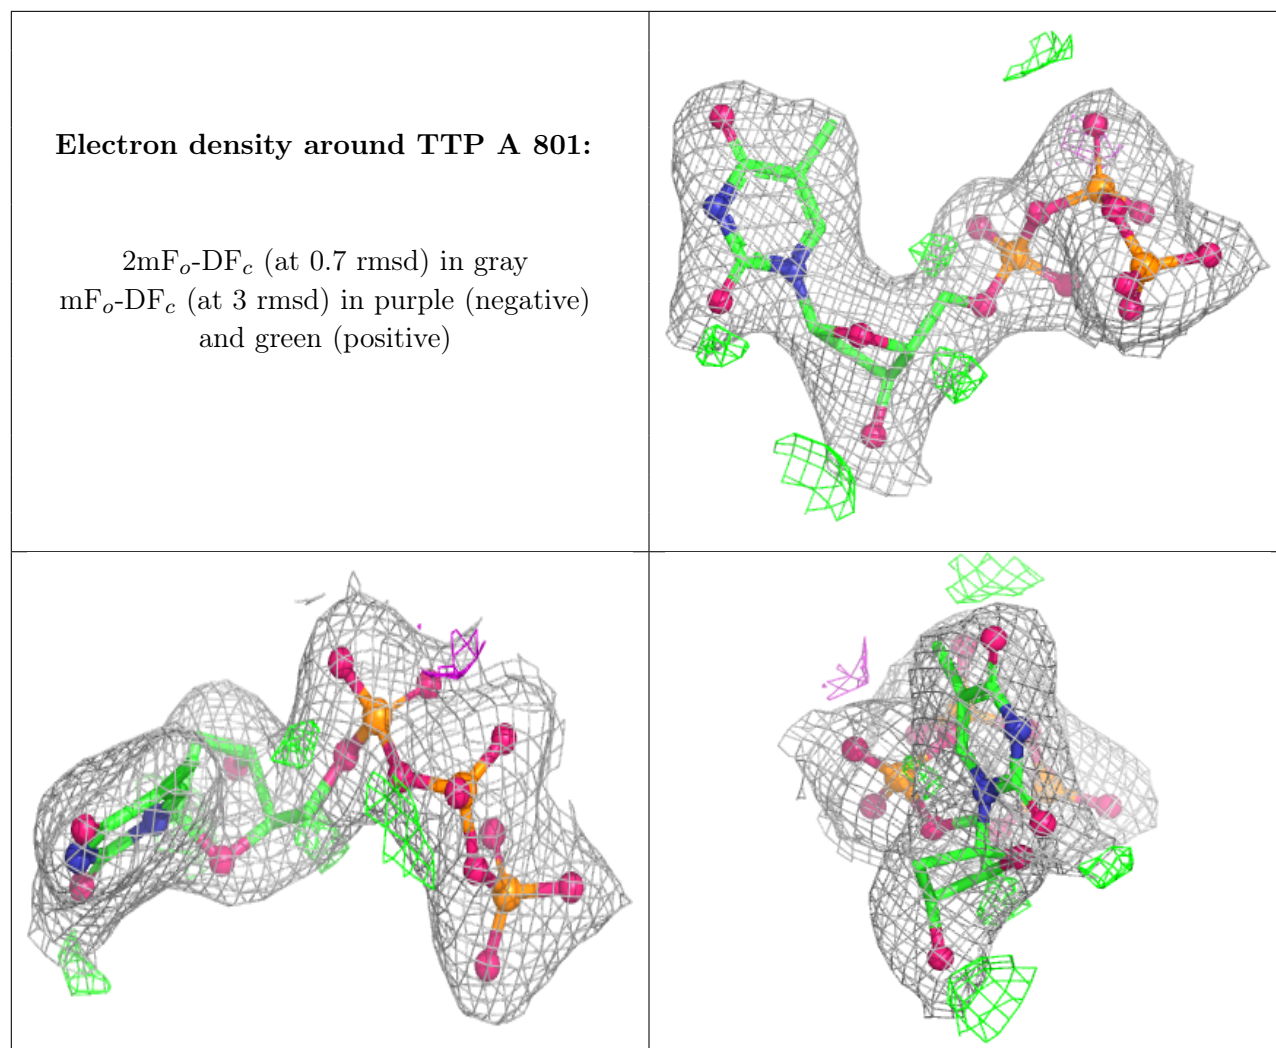 Electron density around TTP A 801:
2mFo-DFc (at 0.7 rmsd) in gray
mFo-DFc (at 3 rmsd) in purple (negative)
and green (positive)